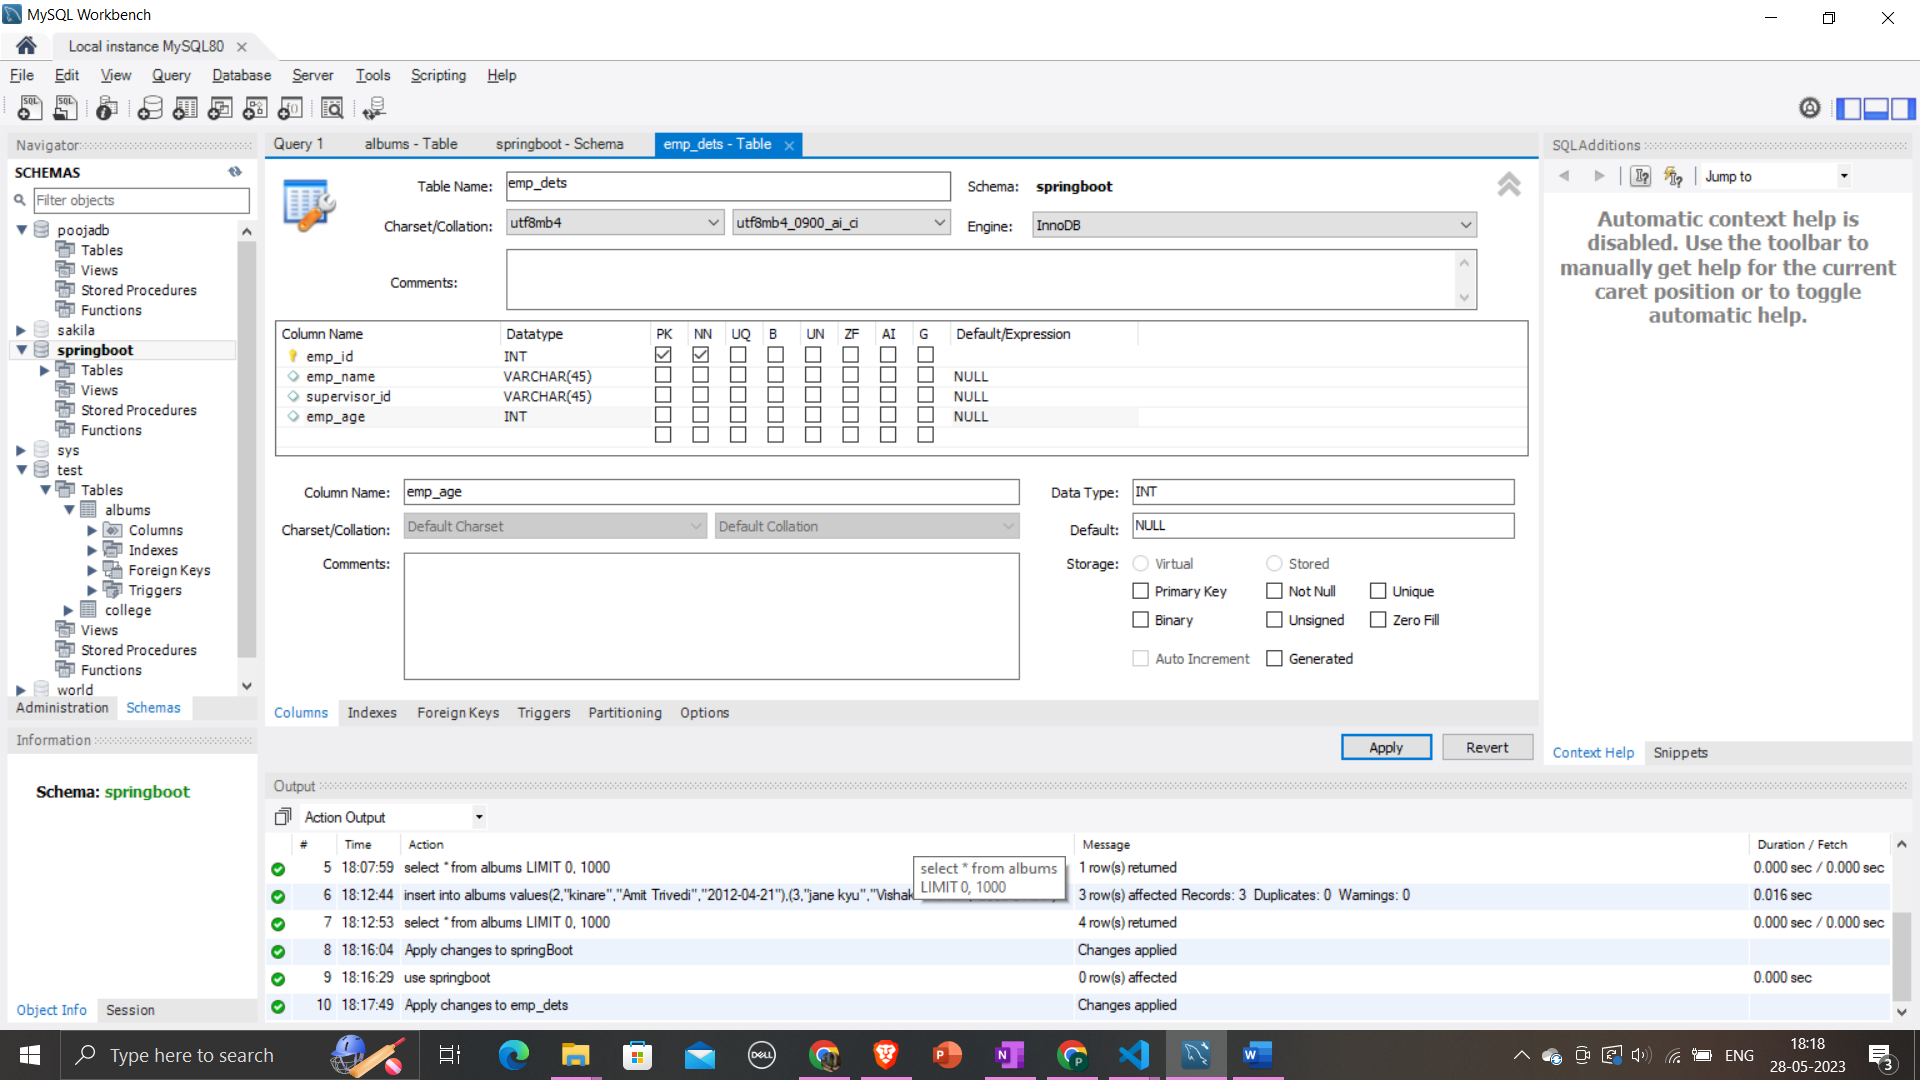 MySQL Workbench
Local instance MySQL80
File Edit View Query Database Server Tools Scripting Help
Navigator
SCHEMAS
Filter objects
poojadb
Tables
Views
Stored Procedures
Functions
sakila
springboot
Tables
Views
Stored Procedures
Functions
sys
test
Tables
albums
Columns
Indexes
Foreign Keys
Triggers
college
Views
Stored Procedures
Functions
world
Administration Schemas
Information
Schema: springboot
Object Info Session
Query 1 albums - Table springboot - Schema emp_dets - Table
Table Name: emp_dets Schema: springboot
Charset/Collation: utf8mb4 utf8mb4_0900_ai_ci Engine: InnoDB
Comments:
Column Name Datatype PK NN UQ B UN ZF AI G Default/Expression
emp_id INT
emp_name VARCHAR(45) NULL
supervisor_id VARCHAR(45) NULL
emp_age INT NULL
Column Name: emp_age Data Type: INT
Charset/Collation: Default Charset Default Collation Default: NULL
Comments: Storage: Virtual Stored
Primary Key Not Null Unique
Binary Unsigned Zero Fill
Auto Increment Generated
Columns Indexes Foreign Keys Triggers Partitioning Options
Apply Revert
SQLAdditions
Jump to
Automatic context help is
disabled. Use the toolbar to
manually get help for the current
caret position or to toggle
automatic help.
Context Help Snippets
Output
Action Output
# Time Action Message Duration / Fetch
5 18:07:59 select * from albums LIMIT 0, 1000 1 row(s) returned 0.000 sec / 0.000 sec
6 18:12:44 insert into albums values(2,"kinare","Amit Trivedi","2012-04-21"),(3,"jane kyu","Vishak 3 row(s) affected Records: 3 Duplicates: 0 Warnings: 0 0.016 sec
select * from albums
LIMIT 0, 1000
7 18:12:53 select * from albums LIMIT 0, 1000 4 row(s) returned 0.000 sec / 0.000 sec
8 18:16:04 Apply changes to springBoot Changes applied
9 18:16:29 use springboot 0 row(s) affected 0.000 sec
10 18:17:49 Apply changes to emp_dets Changes applied
Type here to search
DELL
ENG
18:18
28-05-2023
3